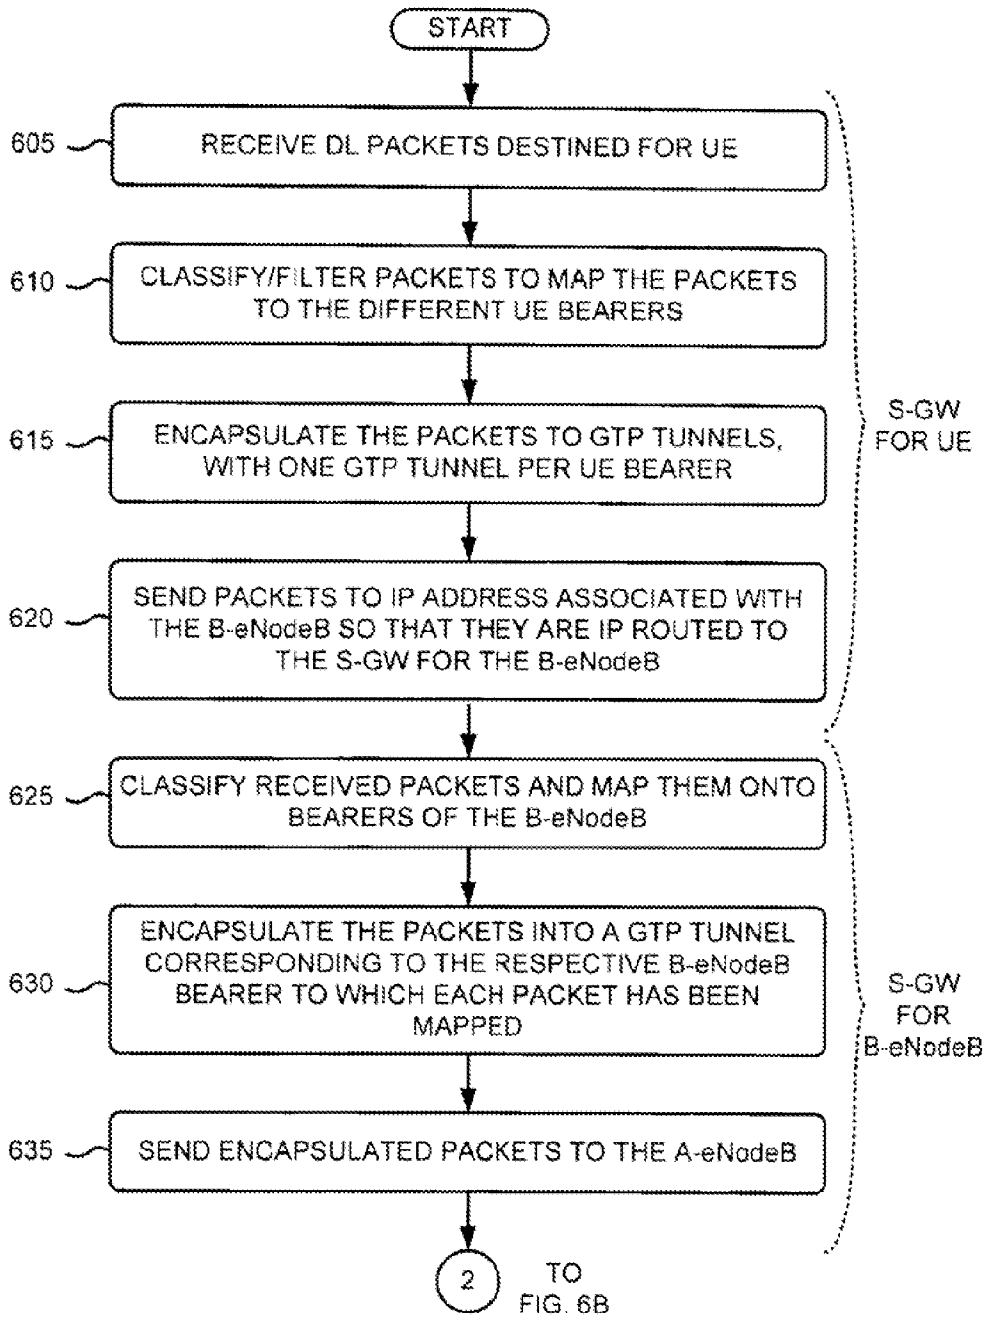 START
605
RECEIVE DL PACKETS DESTINED FOR UE
610
CLASSIFY/FILTER PACKETS TO MAP THE PACKETS
TO THE DIFFERENT UE BEARERS
615
ENCAPSULATE THE PACKETS TO GTP TUNNELS,
WITH ONE GTP TUNNEL PER UE BEARER
S-GW
FOR UE
620
SEND PACKETS TO IP ADDRESS ASSOCIATED WITH
THE B-eNodeB SO THAT THEY ARE IP ROUTED TO
THE S-GW FOR THE B-eNodeB
625
CLASSIFY RECEIVED PACKETS AND MAP THEM ONTO
BEARERS OF THE B-eNodeB
630
ENCAPSULATE THE PACKETS INTO A GTP TUNNEL
CORRESPONDING TO THE RESPECTIVE B-eNodeB
BEARER TO WHICH EACH PACKET HAS BEEN
MAPPED
S-GW
FOR
B-eNodeB
635
SEND ENCAPSULATED PACKETS TO THE A-eNodeB
2
TO
FIG. 6B